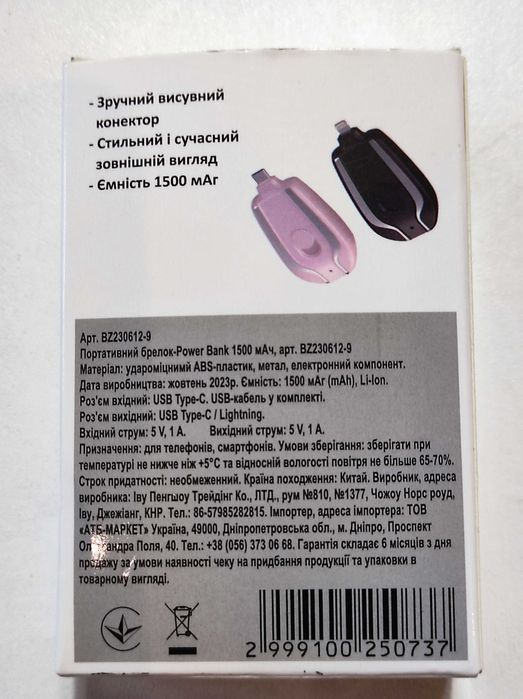 - Зручний висувний
конектор
- Стильний і сучасний
зовнішній вигляд
- Ємність 1500 мАг
Арт. BZ230612-9
Портативний брелок-Power Bank 1500 мАч, арт. BZ230612-9
Матеріал: удароміцнимй ABS-пластик, метал, електронний компонент.
Дата виробництва: жовтень 2023р. Ємність: 1500 мАг (mAh), Li-Ion.
Роз'єм вхідний: USB Type-C. USB-кабель у комплекті.
Роз'єм вихідний: USB Type-C / Lightning.
Вхідний струм: 5 V, 1 А. Вихідний струм: 5 V, 1 А.
Призначення: для телефонів, смартфонів. Умови зберігання: зберігати при
температурі не нижче ніж +5°С та відносній вологості повітря не більше 65-70%.
Строк придатності: необмежений. Країна походження: Китай. Виробник, адреса
виробника: Іву Пенгшоу Трейдінг Ко., ЛТД., рум №810, №1377, Чожоу Норс роуд,
Іву, Джежіанг, КНР. Тел.: 86-57985282815. Імпортер, адреса імпортера: ТОВ
«АТБ-МАРКЕТ» Україна, 49000, Дніпропетровська обл., м. Дніпро, Проспект
Олександра Поля, 40. Тел.: +38 (056) 373 06 68. Гарантія складає 6 місяців з дня
продажу за умови наявності чеку на придбання продукції та упаковки в
товарному вигляді.
2 999100 250737